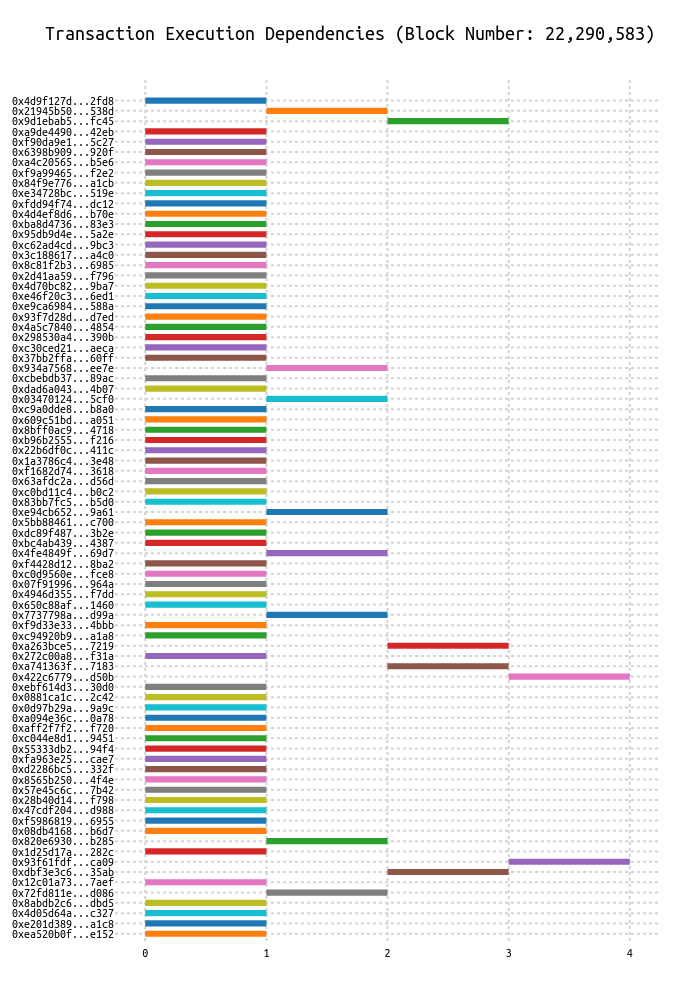 Transaction Execution Dependencies (Block Number: 22,290,583)
0x4d9f127d...2fd8
0x21945b50...538d
0x9d1ebab5...fc45
0xa9de4490...42eb
0xf90da9e1...5c27
0x6398b909...920f
0xa4c20565...b5e6
0xf9a99465...f2e2
0x84f9e776...a1cb
0xe34728bc...519e
0xfdd94f74...dc12
0x4d4ef8d6...b70e
0xba8d4736...83e3
0x95db9d4e...5a2e
0xc62ad4cd...9bc3
0x3c188617...a4c0
0x8c81f2b3...6985
0x2d41aa59...f796
0x4d70bc82...9ba7
0xe46f20c3...6ed1
0xe9ca6984...588a
0x93f7d28d...d7ed
0x4a5c7840...4854
0x298530a4...390b
0xc30ced21...aeca
0x37bb2ffa...60ff
0x934a7568...ee7e
0xcbebdb37...89ac
0xdad6a043...4b07
0x03470124...5cf0
0xc9a0dde8...b8a0
0x609c51bd...a051
0x8bff0ac9...4718
0xb96b2555...f216
0x22b6df0c...411c
0x1a3786c4...3e48
0xf1682d74...3618
0x63afdc2a...d56d
0xc0bd11c4...b0c2
0x83bb7fc5...b5d0
0xe94cb652...9a61
0x5bb88461...c700
0xdc89f487...3b2e
0xbc4ab439...4387
0x4fe4849f...69d7
0xf4428d12...8ba2
0xc0d9560e...fce8
0x07f91996...964a
0x4946d355...f7dd
0x650c88af...1460
0x7737798a...d99a
0xf9d33e33...4bbb
0xc94920b9...a1a8
0xa263bce5...7219
0x272c00a8...f31a
0xa741363f...7183
0x422c6779...d50b
0xebf614d3...30d0
0x0881ca1c...2c42
0x0d97b29a...9a9c
0xa094e36c...0a78
0xaff2f7f2...f720
0xc044e8d1...9451
0x55333db2...94f4
0xfa963e25...cae7
0xd2286bc5...332f
0x8565b250...4f4e
0x57e45c6c...7b42
0x28b40d14...f798
0x47cdf204...d988
0xf5986819...6955
0x08db4168...b6d7
0x820e6930...b285
0x1d25d17a...282c
0x93f61fdf...ca09
0xdbf3e3c6...35ab
0x12c01a73...7aef
0x72fd811e...d086
0x8abdb2c6...dbd5
0x4d05d64a...c327
0xe201d389...a1c8
0xea520b0f...e152
0 1 2 3 4